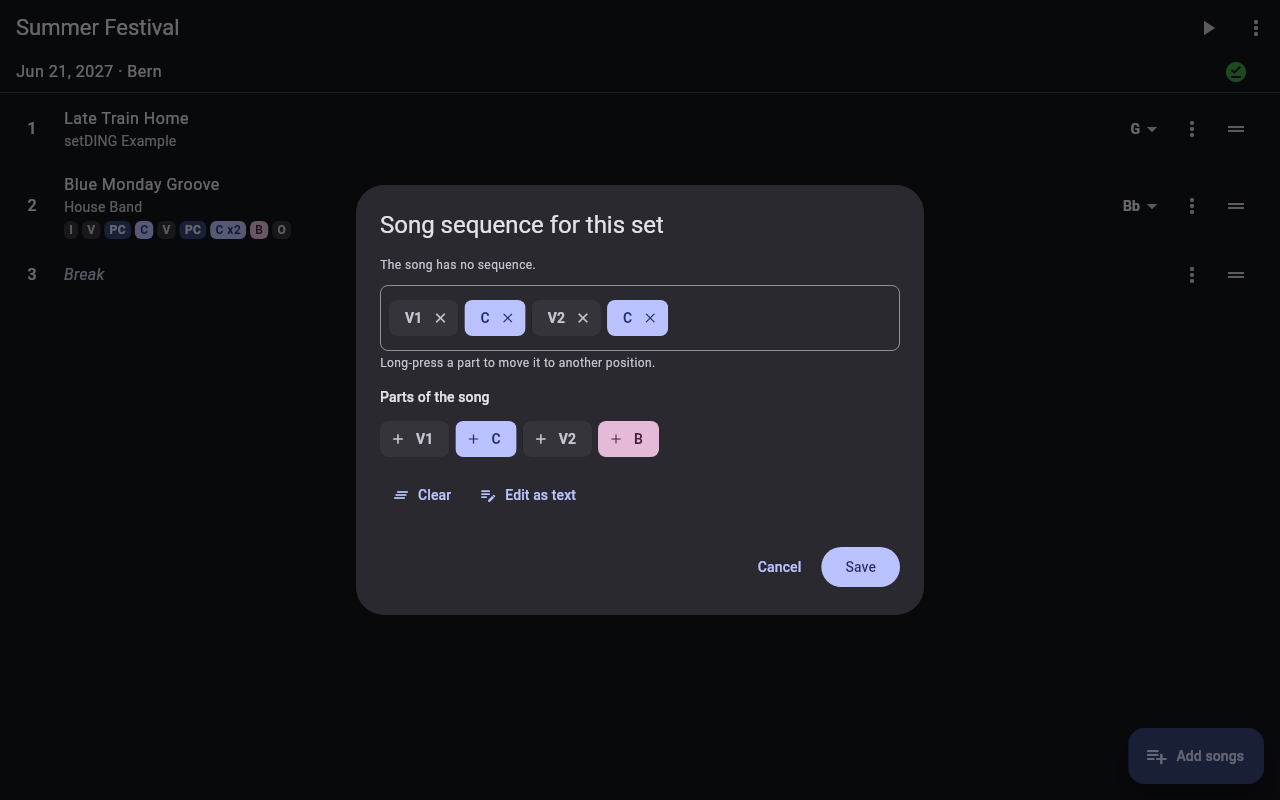 Summer Festival
Jun 21, 2027 · Bern
1 Late Train Home G
setDING Example
2 Blue Monday Groove Bb
House Band
I V PC C V PC C x2 B O
3 Break
Song sequence for this set
The song has no sequence.
V1 C V2 C
Long-press a part to move it to another position.
Parts of the song
V1 C V2 B
Clear Edit as text
Cancel Save
Add songs